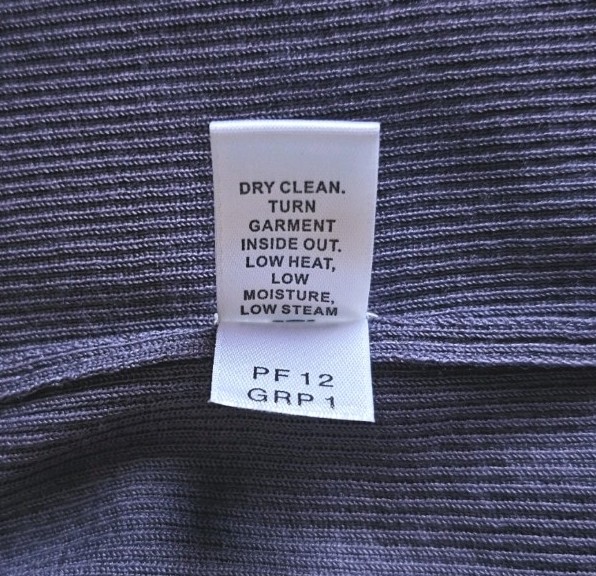 DRY CLEAN.
TURN
GARMENT
INSIDE OUT.
LOW HEAT,
LOW
MOISTURE,
LOW STEAM
PF 12
GRP 1